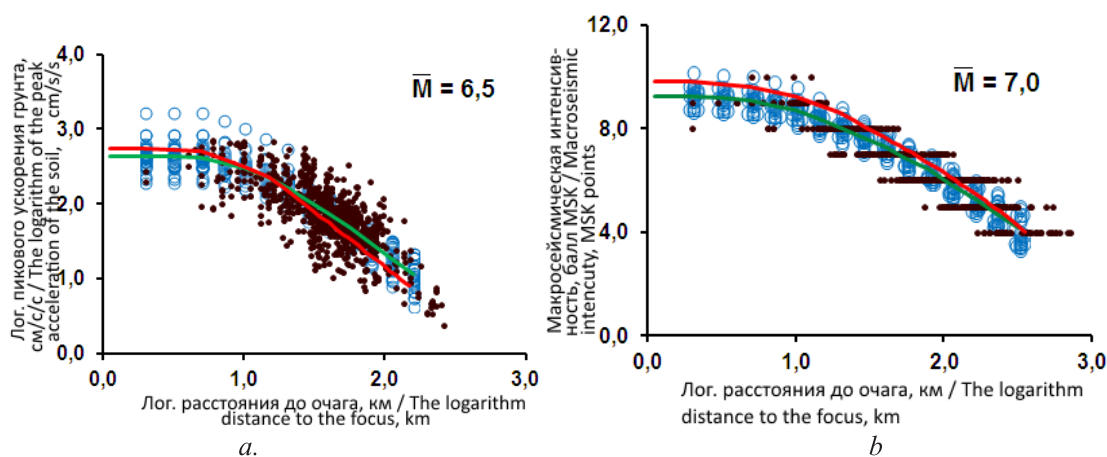 Лог. пикового ускорения грунта,
см/с/с / The logarithm of the peak
acceleration of the soil, cm/s/s
4,0
3,0
2,0
1,0
0,0
M̅ = 6,5
0,0 1,0 2,0 3,0
Лог. расстояния до очага, км / The logarithm
distance to the focus, km
a.
Макросейсмическая интенсив-
ность, балл MSK / Macroseismic
intencuty, MSK points
12,0
8,0
4,0
0,0
M̅ = 7,0
0,0 1,0 2,0 3,0
Лог. расстояния до очага, км / The logarithm
distance to the focus, km
b